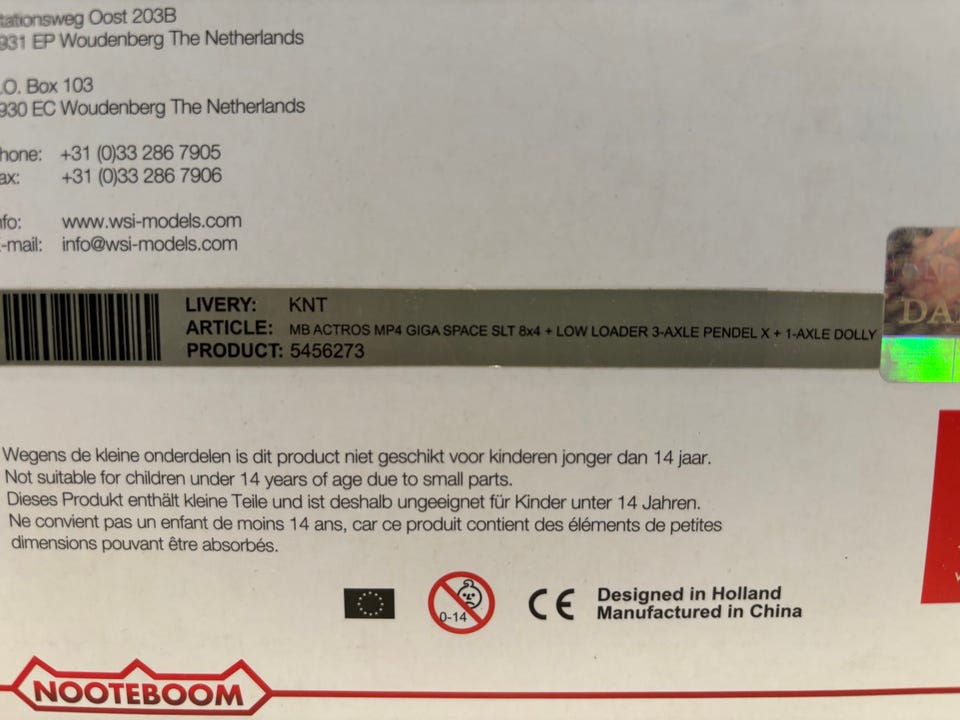 tationsweg Oost 203B
931 EP Woudenberg The Netherlands
.O. Box 103
930 EC Woudenberg The Netherlands
hone: +31 (0)33 286 7905
ax: +31 (0)33 286 7906
nfo: www.wsi-models.com
-mail: info@wsi-models.com
LIVERY: KNT
ARTICLE: MB ACTROS MP4 GIGA SPACE SLT 8x4 + LOW LOADER 3-AXLE PENDEL X + 1-AXLE DOLLY
PRODUCT: 5456273
DA
Wegens de kleine onderdelen is dit product niet geschikt voor kinderen jonger dan 14 jaar.
Not suitable for children under 14 years of age due to small parts.
Dieses Produkt enthält kleine Teile und ist deshalb ungeeignet für Kinder unter 14 Jahren.
Ne convient pas un enfant de moins 14 ans, car ce produit contient des éléments de petites
dimensions pouvant être absorbés.
0-14
CE
Designed in Holland
Manufactured in China
NOOTEBOOM